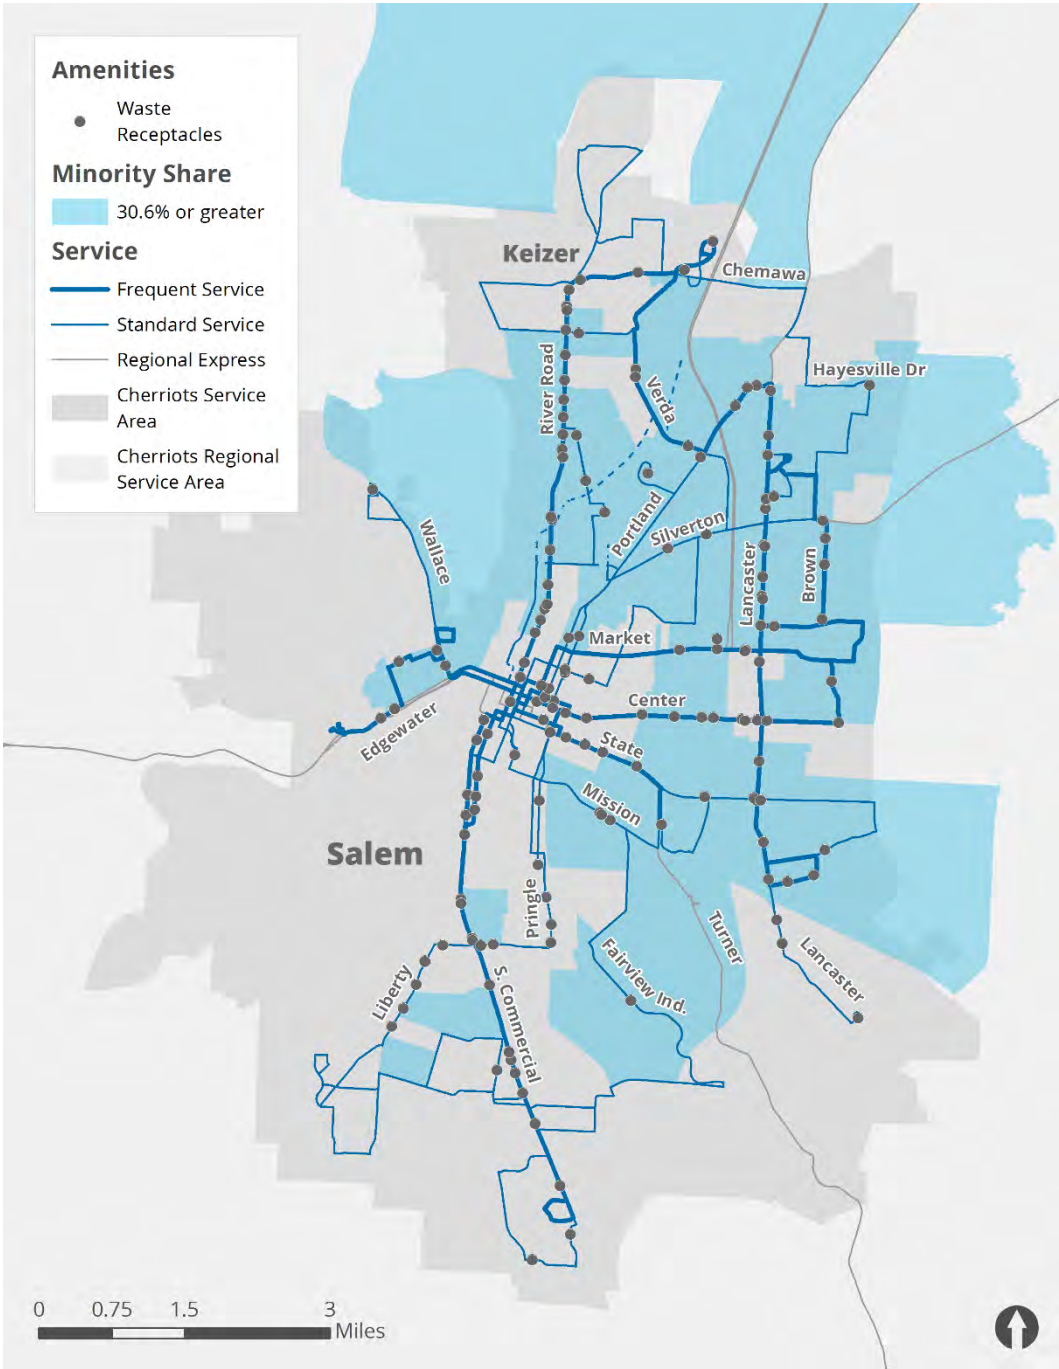 Amenities
Waste
Receptacles
Minority Share
30.6% or greater
Service
Frequent Service
Standard Service
Regional Express
Cherriots Service
Area
Cherriots Regional
Service Area
Keizer
Chemawa
Hayesville Dr
River Road
Verda
Wallace
Portland
Silverton
Lancaster
Brown
Market
Center
Edgewater
State
Mission
Salem
Pringle
Turner
Fairview Ind.
Lancaster
Liberty
S. Commercial
0 0.75 1.5 3
Miles